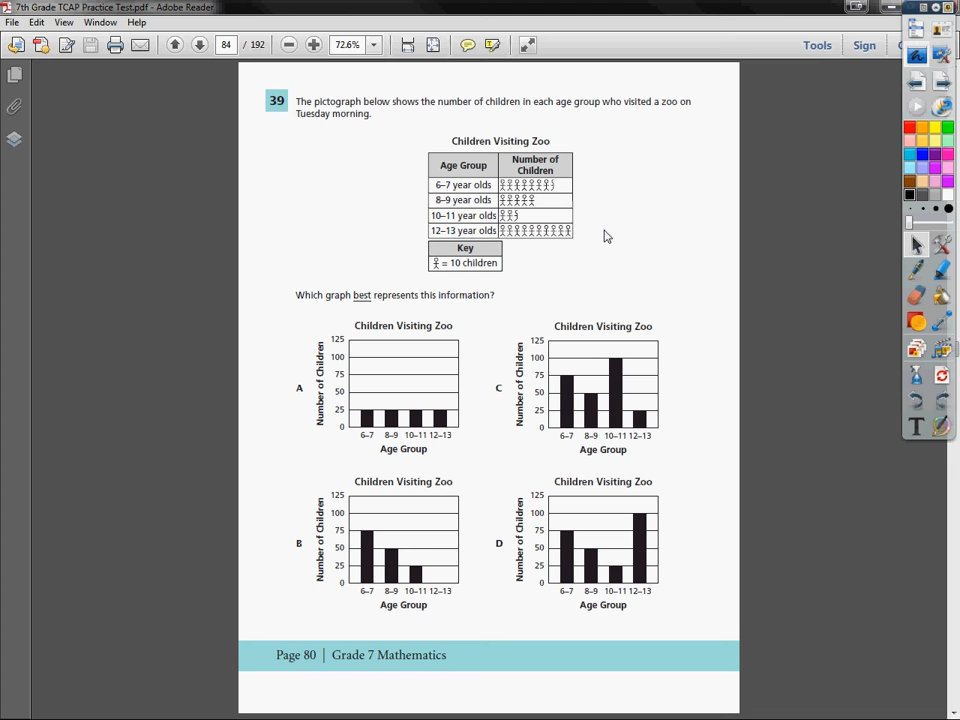 7th Grade TCAP Practice Test.pdf - Adobe Reader
File Edit View Window Help
84 / 192 72.6% Tools Sign
39 The pictograph below shows the number of children in each age group who visited a zoo on
Tuesday morning.
Children Visiting Zoo
Age Group Number of
Children
6–7 year olds
8–9 year olds
10–11 year olds
12–13 year olds
Key
= 10 children
Which graph best represents this information?
A
Children Visiting Zoo
Number of Children
125
100
75
50
25
0
6–7 8–9 10–11 12–13
Age Group
C
Children Visiting Zoo
Number of Children
125
100
75
50
25
0
6–7 8–9 10–11 12–13
Age Group
B
Children Visiting Zoo
Number of Children
125
100
75
50
25
0
6–7 8–9 10–11 12–13
Age Group
D
Children Visiting Zoo
Number of Children
125
100
75
50
25
0
6–7 8–9 10–11 12–13
Age Group
Page 80 | Grade 7 Mathematics
T